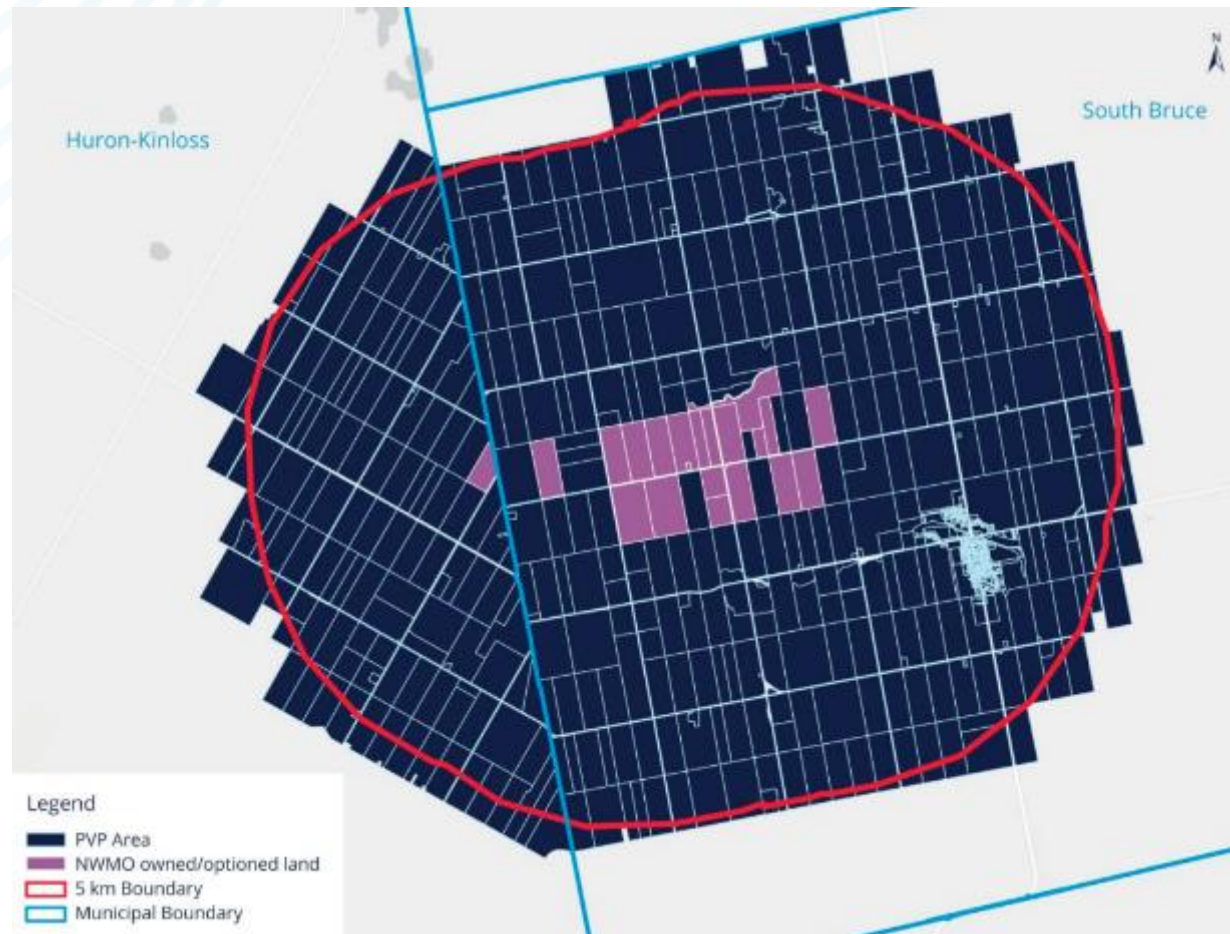 N
Huron-Kinloss
South Bruce
Legend
PVP Area
NWMO owned/optioned land
5 km Boundary
Municipal Boundary